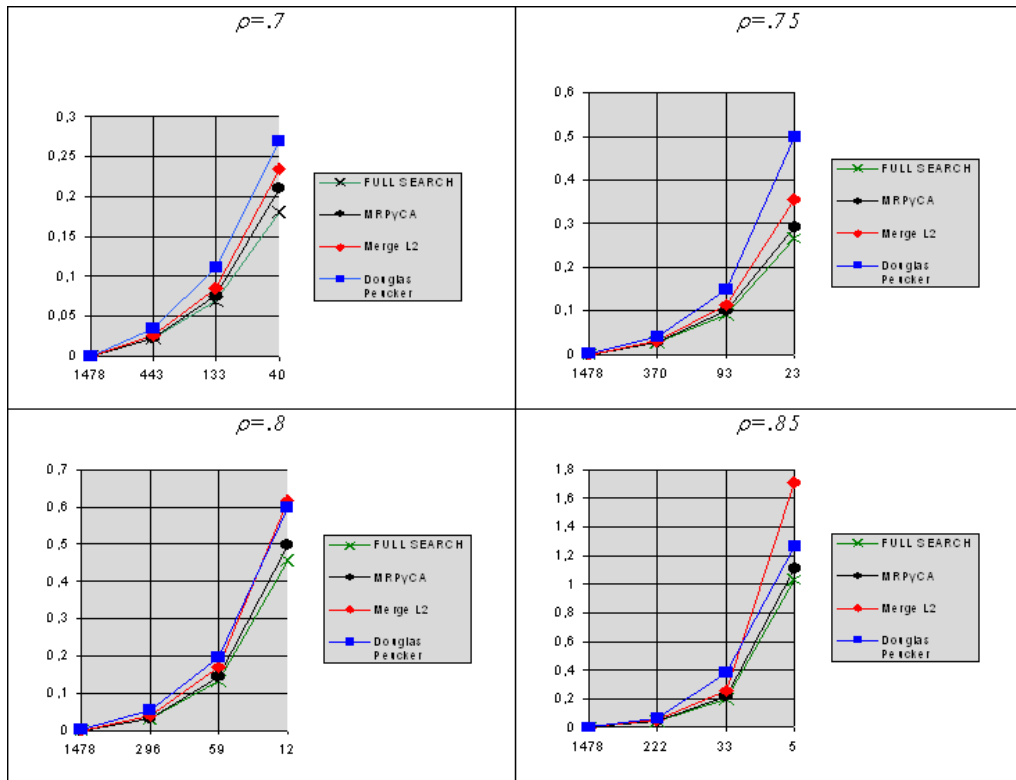 ρ=.7
0,3
0,25
0,2
0,15
0,1
0,05
0
1478 443 133 40
FULL SEARCH
MRPyCA
Merge L2
Douglas
Peucker
ρ=.75
0,6
0,5
0,4
0,3
0,2
0,1
0
1478 370 93 23
FULL SEARCH
MRPyCA
Merge L2
Douglas
Peucker
ρ=.8
0,7
0,6
0,5
0,4
0,3
0,2
0,1
0
1478 296 59 12
FULL SEARCH
MRPyCA
Merge L2
Douglas
Peucker
ρ=.85
1,8
1,6
1,4
1,2
1
0,8
0,6
0,4
0,2
0
1478 222 33 5
FULL SEARCH
MRPyCA
Merge L2
Douglas
Peucker